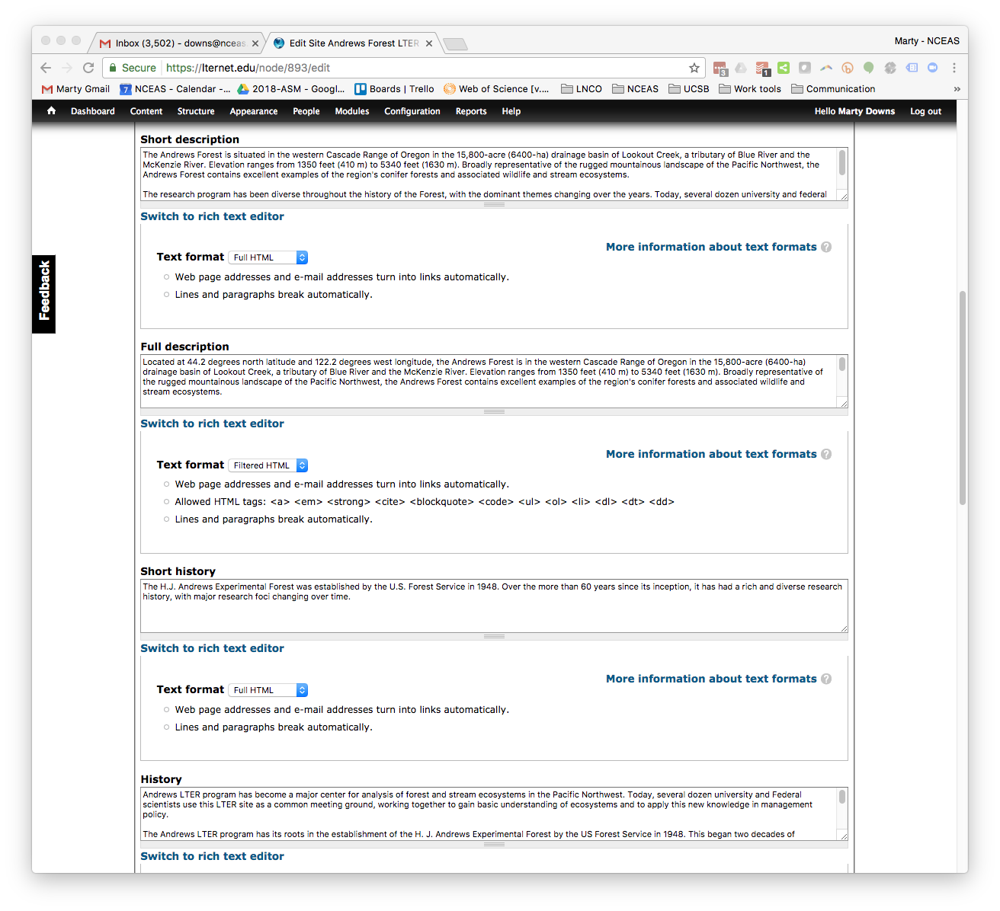 Inbox (3,502) - downs@nceas
Edit Site Andrews Forest LTER
Marty - NCEAS
Secure
https://lternet.edu/node/893/edit
3
1
Marty Gmail
7
NCEAS - Calendar -...
2018-ASM - Googl...
Boards | Trello
Web of Science [v....
LNCO
NCEAS
UCSB
Work tools
Communication
»
Dashboard
Content
Structure
Appearance
People
Modules
Configuration
Reports
Help
Hello Marty Downs
Log out
Feedback
Short description
The Andrews Forest is situated in the western Cascade Range of Oregon in the 15,800-acre (6400-ha) drainage basin of Lookout Creek, a tributary of Blue River and the
McKenzie River. Elevation ranges from 1350 feet (410 m) to 5340 feet (1630 m). Broadly representative of the rugged mountainous landscape of the Pacific Northwest, the
Andrews Forest contains excellent examples of the region's conifer forests and associated wildlife and stream ecosystems.
The research program has been diverse throughout the history of the Forest, with the dominant themes changing over the years. Today, several dozen university and federal
Switch to rich text editor
More information about text formats ?
Text format Full HTML
Web page addresses and e-mail addresses turn into links automatically.
Lines and paragraphs break automatically.
Full description
Located at 44.2 degrees north latitude and 122.2 degrees west longitude, the Andrews Forest is in the western Cascade Range of Oregon in the 15,800-acre (6400-ha)
drainage basin of Lookout Creek, a tributary of Blue River and the McKenzie River. Elevation ranges from 1350 feet (410 m) to 5340 feet (1630 m). Broadly representative of
the rugged mountainous landscape of the Pacific Northwest, the Andrews Forest contains excellent examples of the region's conifer forests and associated wildlife and
stream ecosystems.
Switch to rich text editor
More information about text formats ?
Text format Filtered HTML
Web page addresses and e-mail addresses turn into links automatically.
Allowed HTML tags: <a> <em> <strong> <cite> <blockquote> <code> <ul> <ol> <li> <dl> <dt> <dd>
Lines and paragraphs break automatically.
Short history
The H.J. Andrews Experimental Forest was established by the U.S. Forest Service in 1948. Over the more than 60 years since its inception, it has had a rich and diverse research
history, with major research foci changing over time.
Switch to rich text editor
More information about text formats ?
Text format Full HTML
Web page addresses and e-mail addresses turn into links automatically.
Lines and paragraphs break automatically.
History
Andrews LTER program has become a major center for analysis of forest and stream ecosystems in the Pacific Northwest. Today, several dozen university and Federal
scientists use this LTER site as a common meeting ground, working together to gain basic understanding of ecosystems and to apply this new knowledge in management
policy.
The Andrews LTER program has its roots in the establishment of the H. J. Andrews Experimental Forest by the US Forest Service in 1948. This began two decades of
Switch to rich text editor